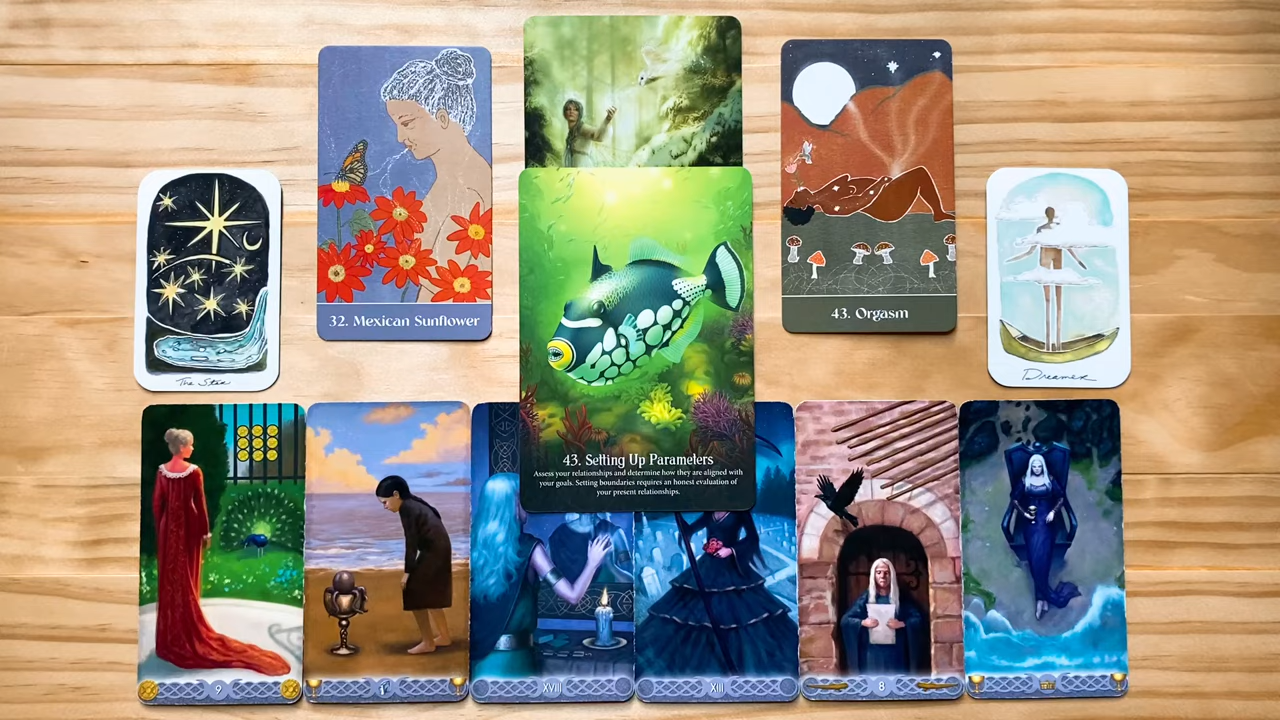 32. Mexican Sunflower
43. Orgasm
The Star
Dreamer
43. Setting Up Parameters
Assess your relationships and determine how they are aligned with
your goals. Setting boundaries requires an honest evaluation of
your present relationships.
9
XVIII
XIII
8